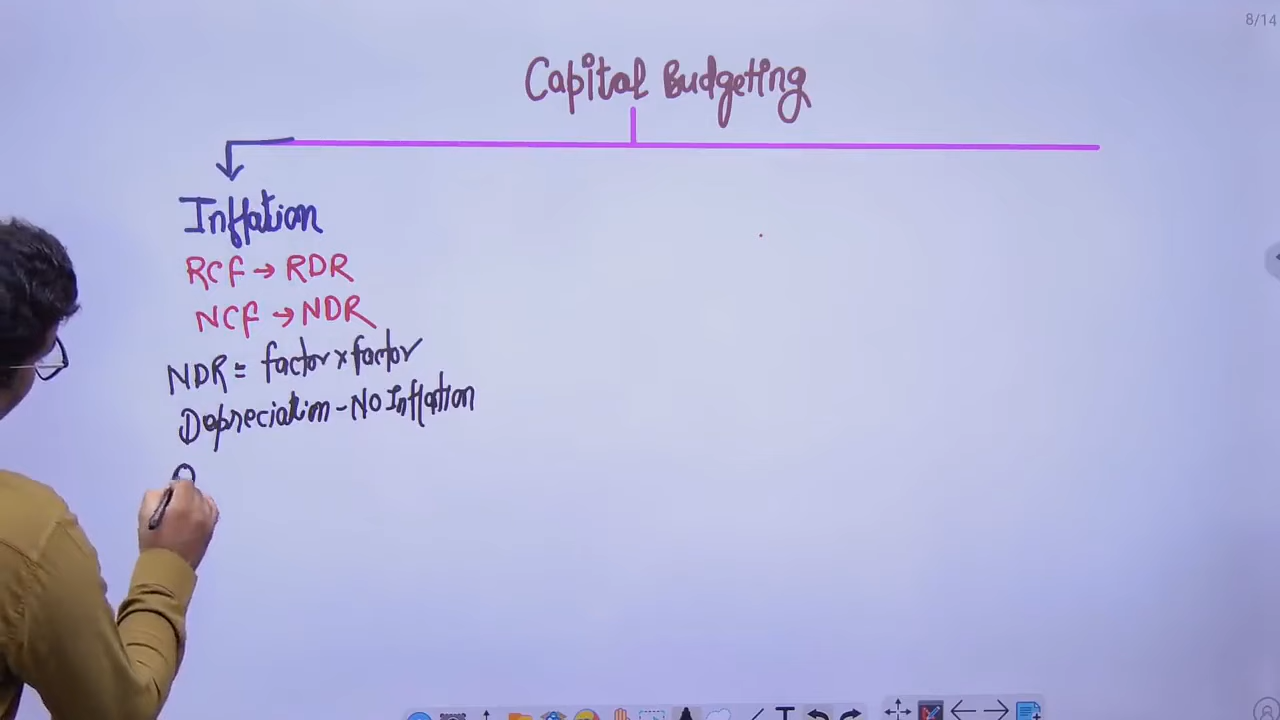 8/14
Capital Budgeting
Inflation
RCF → RDR
NCF → NDR
NDR = factor x factor
Depreciation - No Inflation
T